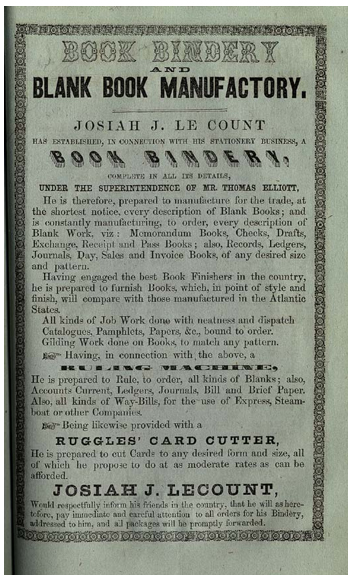 BOOK BINDERY
AND
BLANK BOOK MANUFACTORY.
JOSIAH J. LE COUNT
HAS ESTABLISHED, IN CONNECTION WITH HIS STATIONERY BUSINESS, A
BOOK BINDERY,
COMPLETE IN ALL ITS DETAILS,
UNDER THE SUPERINTENDENCE OF MR. THOMAS ELLIOTT,
He is therefore, prepared to manufacture for the trade, at
the shortest notice, every description of Blank Books; and
is constantly manufacturing, to order, every description of
Blank Work, viz: Memorandum Books, Checks, Drafts,
Exchange, Receipt and Pass Books; also, Records, Ledgers,
Journals, Day, Sales and Invoice Books, of any desired size
and pattern.
Having engaged the best Book Finishers in the country,
he is prepared to furnish Books, which, in point of style and
finish, will compare with those manufactured in the Atlantic
States.
All kinds of Job Work done with neatness and dispatch
Catalogues, Pamphlets, Papers, &c., bound to order.
Gilding Work done on Books, to match any pattern.
☞ Having, in connection with the above, a
RULING MACHINE,
He is prepared to Rule, to order, all kinds of Blanks; also,
Accounts Current, Ledgers, Journals, Bill and Brief Paper.
Also, all kinds of Way-Bills, for the use of Express, Steam-
boat or other Companies.
☞ Being likewise provided with a
RUGGLES' CARD CUTTER,
He is prepared to cut Cards to any desired form and size, all
of which he propose to do at as moderate rates as can be
afforded.
JOSIAH J. LECOUNT,
Would respectfully inform his friends in the country, that he will as here-
tofore, pay immediate and careful attention to all orders for his Bindery,
addressed to him, and all packages will be promptly forwarded.